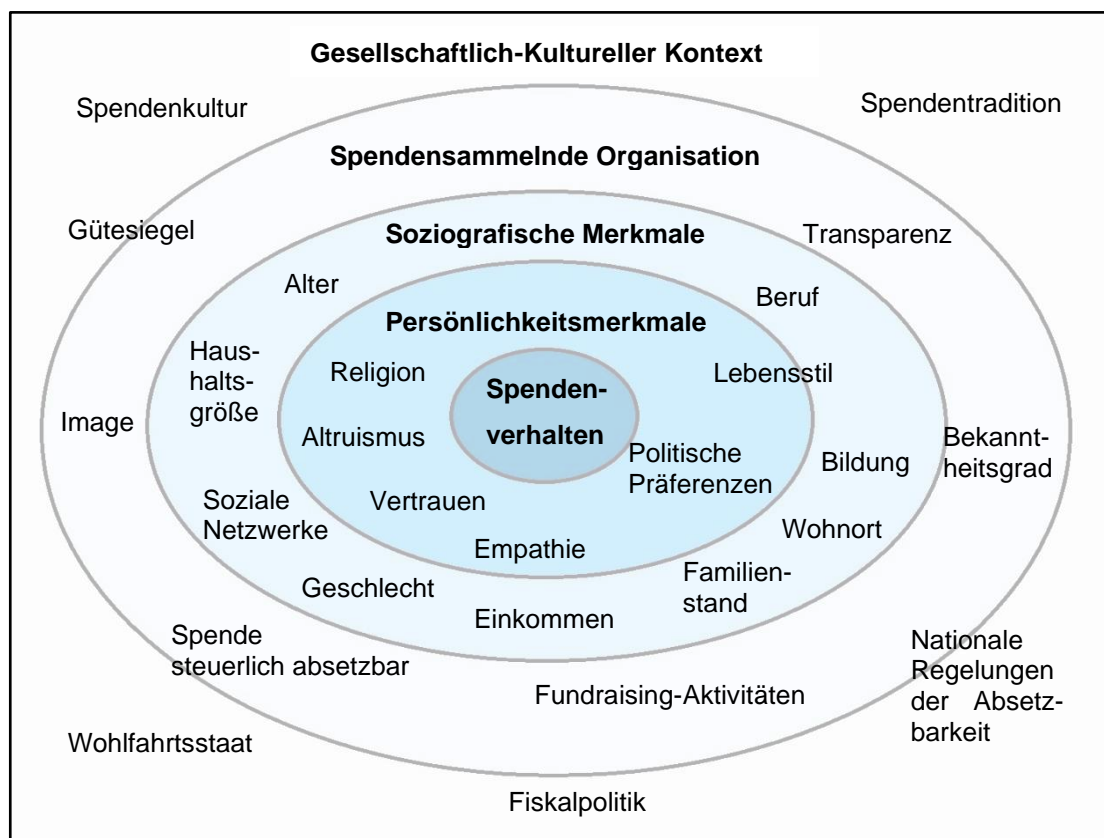 Gesellschaftlich-Kultureller Kontext
Spendenkultur
Spendentradition
Spendensammelnde Organisation
Gütesiegel
Transparenz
Soziografische Merkmale
Alter
Beruf
Persönlichkeitsmerkmale
Haus-
halts-
größe
Religion
Lebensstil
Spenden-
verhalten
Image
Altruismus
Politische
Präferenzen
Bildung
Bekannt-
heitsgrad
Soziale
Netzwerke
Vertrauen
Wohnort
Empathie
Geschlecht
Familien-
stand
Einkommen
Spende
steuerlich absetzbar
Nationale
Regelungen
der Absetz-
barkeit
Fundraising-Aktivitäten
Wohlfahrtsstaat
Fiskalpolitik